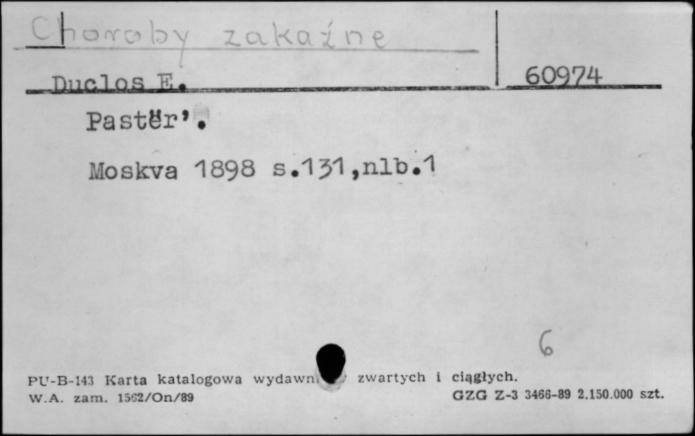 Choroby zakaźne
Duclos E.
60974
Pastër'.
Moskva 1898 s.131,nlb.1
6
PU-B-143 Karta katalogowa wydawn zwartych i ciągłych.
W.A. zam. 1562/On/89
GZG Z-3 3466-89 2.150.000 szt.